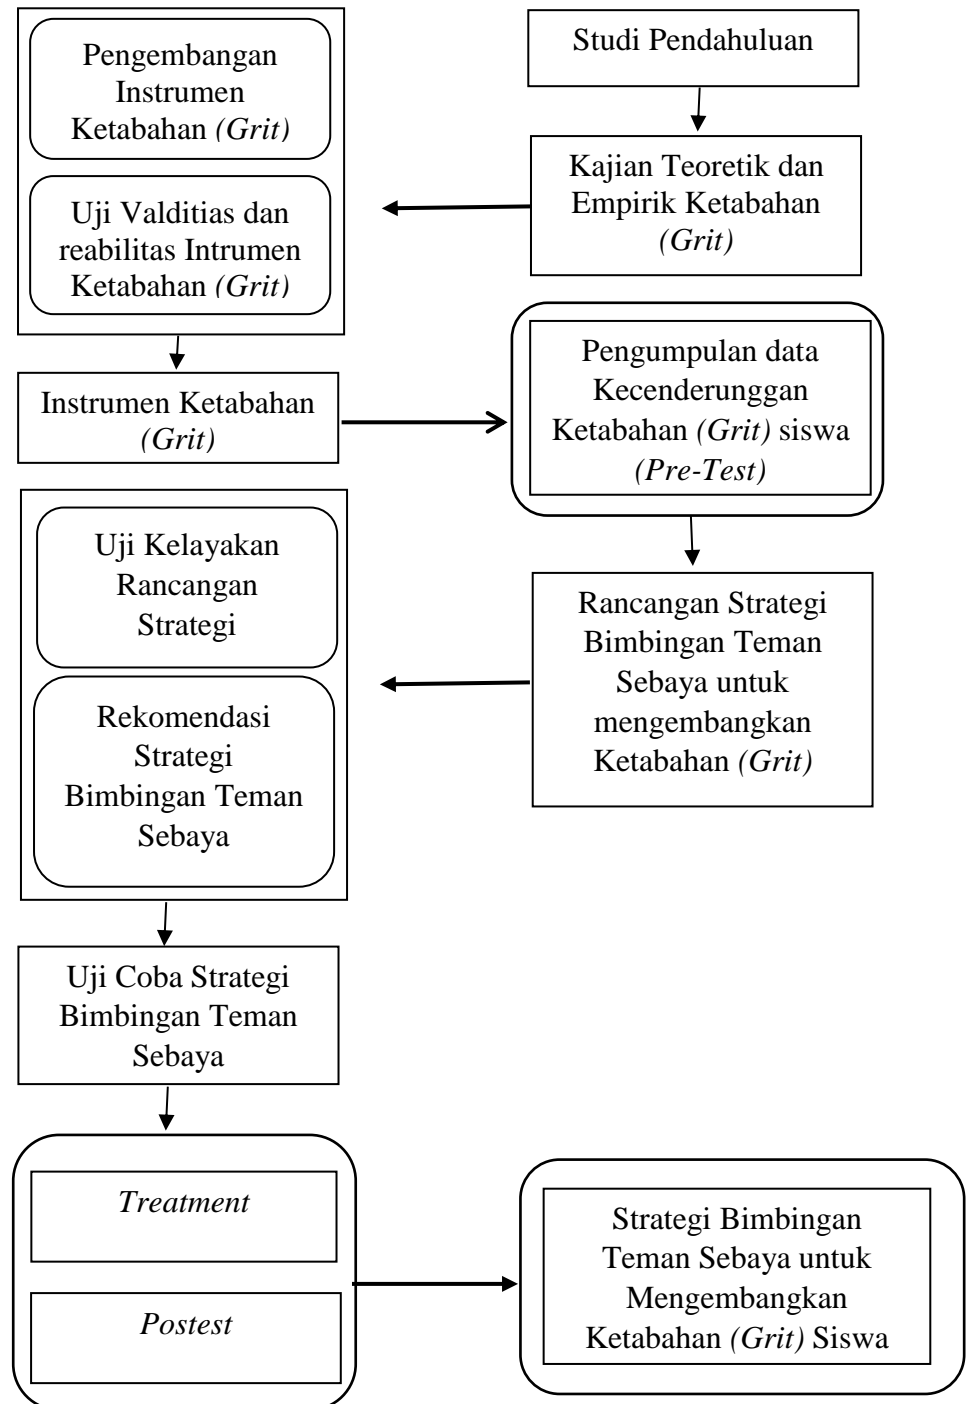 Studi Pendahuluan
Kajian Teoretik dan
Empirik Ketabahan
(Grit)
Pengembangan
Instrumen
Ketabahan (Grit)
Uji Valditias dan
reabilitas Intrumen
Ketabahan (Grit)
Instrumen Ketabahan
(Grit)
Pengumpulan data
Kecenderunggan
Ketabahan (Grit) siswa
(Pre-Test)
Rancangan Strategi
Bimbingan Teman
Sebaya untuk
mengembangkan
Ketabahan (Grit)
Uji Kelayakan
Rancangan
Strategi
Rekomendasi
Strategi
Bimbingan Teman
Sebaya
Uji Coba Strategi
Bimbingan Teman
Sebaya
Treatment
Postest
Strategi Bimbingan
Teman Sebaya untuk
Mengembangkan
Ketabahan (Grit) Siswa